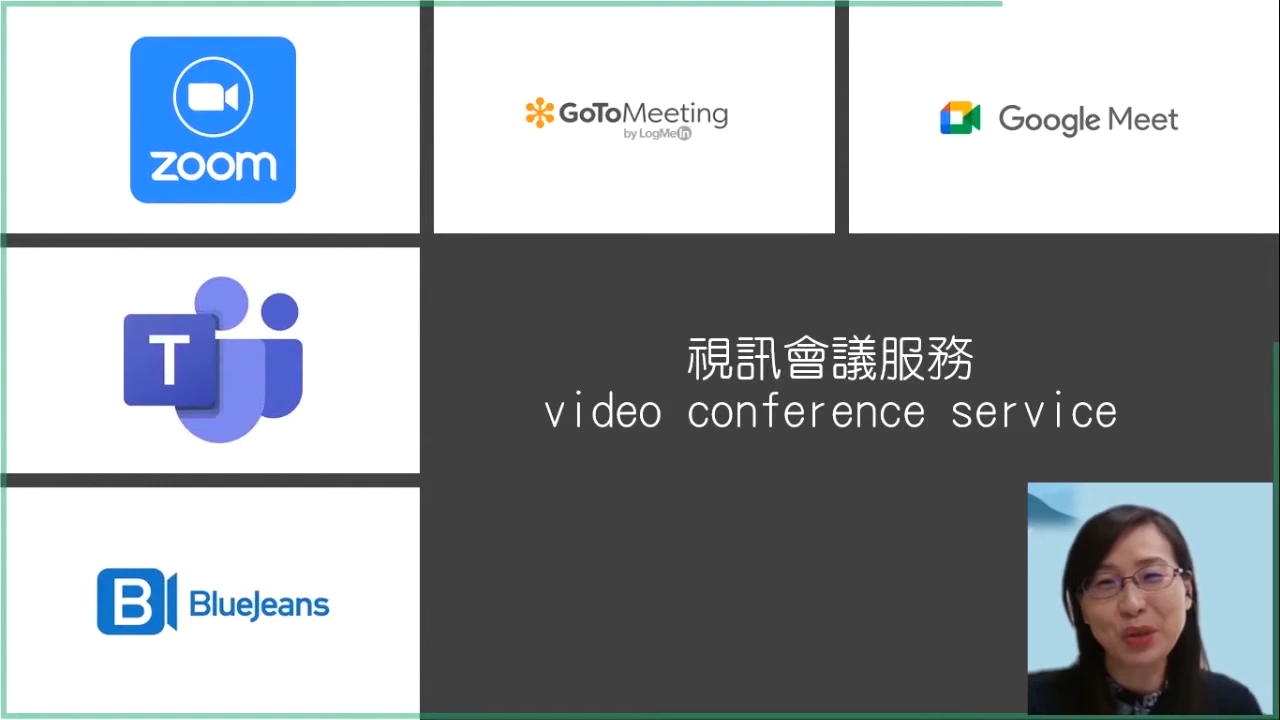 zoom
GoToMeeting
by LogMeIn
Google Meet
T
視訊會議服務
video conference service
B BlueJeans